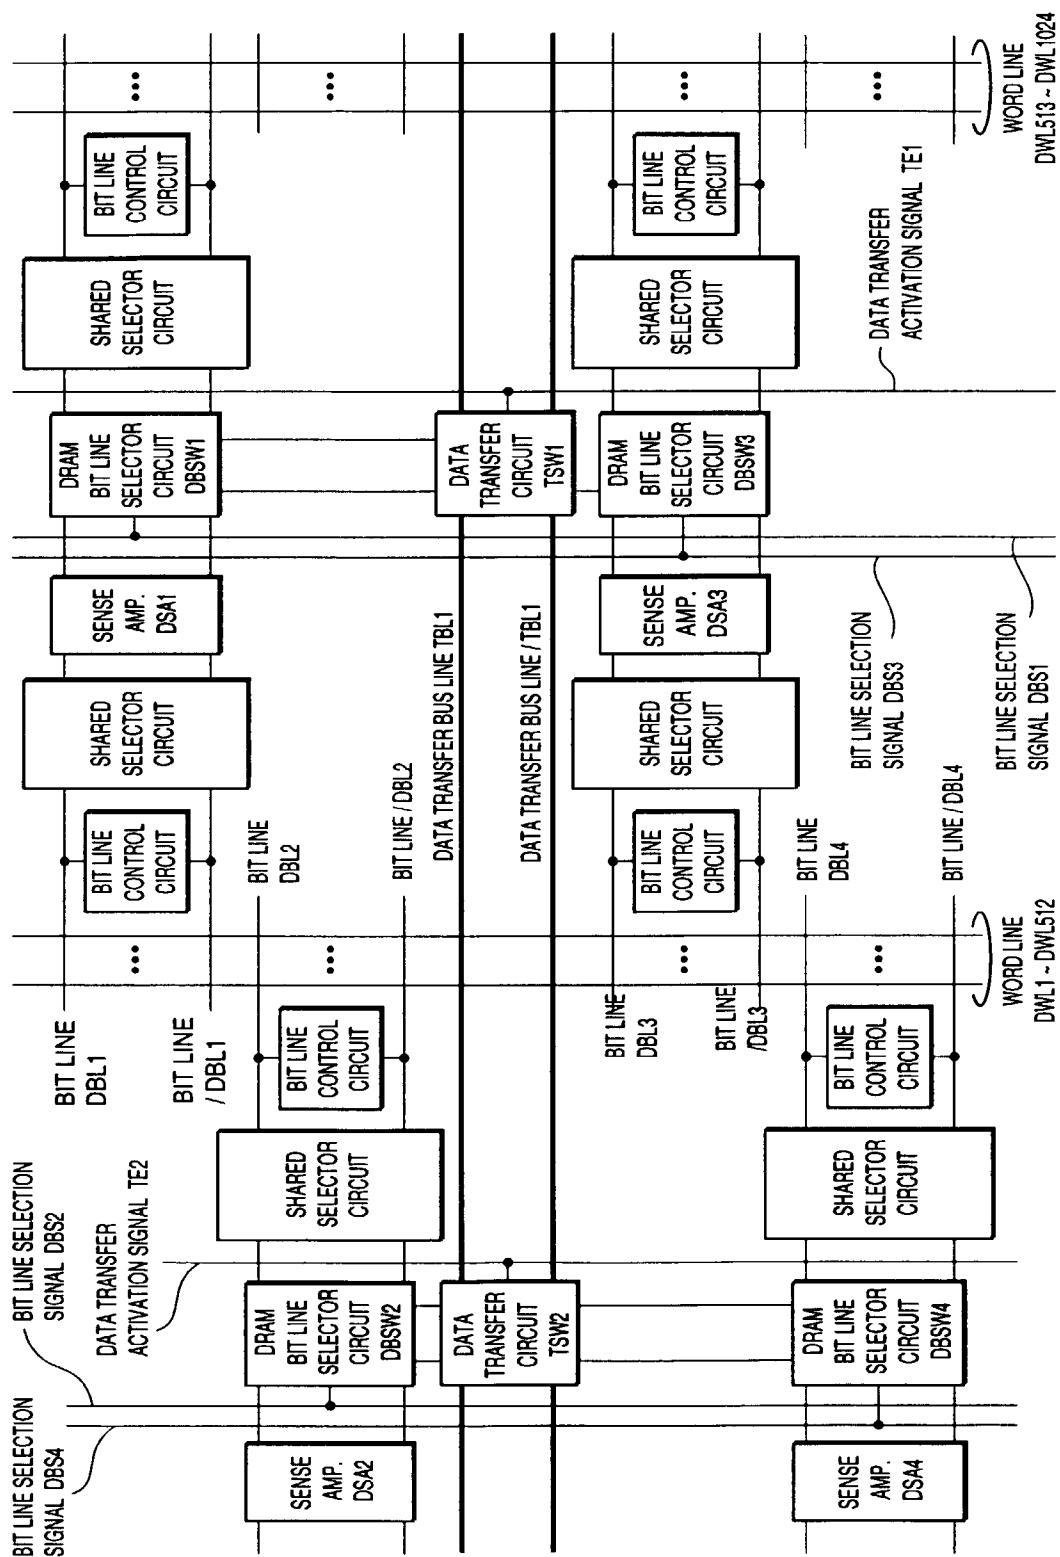 BIT LINE SELECTION
SIGNAL DBS4
BIT LINE SELECTION
SIGNAL DBS2
DATA TRANSFER
ACTIVATION SIGNAL TE2
BIT LINE
DBL1
BIT LINE
/ DBL1
BIT LINE
CONTROL
CIRCUIT
SHARED
SELECTOR
CIRCUIT
SENSE
AMP.
DSA1
DRAM
BIT LINE
SELECTOR
CIRCUIT
DBSW1
SHARED
SELECTOR
CIRCUIT
BIT LINE
CONTROL
CIRCUIT
SENSE
AMP.
DSA2
DRAM
BIT LINE
SELECTOR
CIRCUIT
DBSW2
SHARED
SELECTOR
CIRCUIT
BIT LINE
CONTROL
CIRCUIT
BIT LINE
DBL2
BIT LINE / DBL2
DATA TRANSFER BUS LINE TBL1
DATA TRANSFER BUS LINE / TBL1
DATA
TRANSFER
CIRCUIT
TSW2
DATA
TRANSFER
CIRCUIT
TSW1
BIT LINE
DBL3
BIT LINE
/DBL3
BIT LINE
CONTROL
CIRCUIT
SHARED
SELECTOR
CIRCUIT
SENSE
AMP.
DSA3
DRAM
BIT LINE
SELECTOR
CIRCUIT
DBSW3
SHARED
SELECTOR
CIRCUIT
BIT LINE
CONTROL
CIRCUIT
SENSE
AMP.
DSA4
DRAM
BIT LINE
SELECTOR
CIRCUIT
DBSW4
SHARED
SELECTOR
CIRCUIT
BIT LINE
CONTROL
CIRCUIT
BIT LINE
DBL4
BIT LINE / DBL4
BIT LINE SELECTION
SIGNAL DBS3
DATA TRANSFER
ACTIVATION SIGNAL TE1
WORD LINE
DWL1 ~ DWL512
BIT LINE SELECTION
SIGNAL DBS1
WORD LINE
DWL513 ~ DWL1024